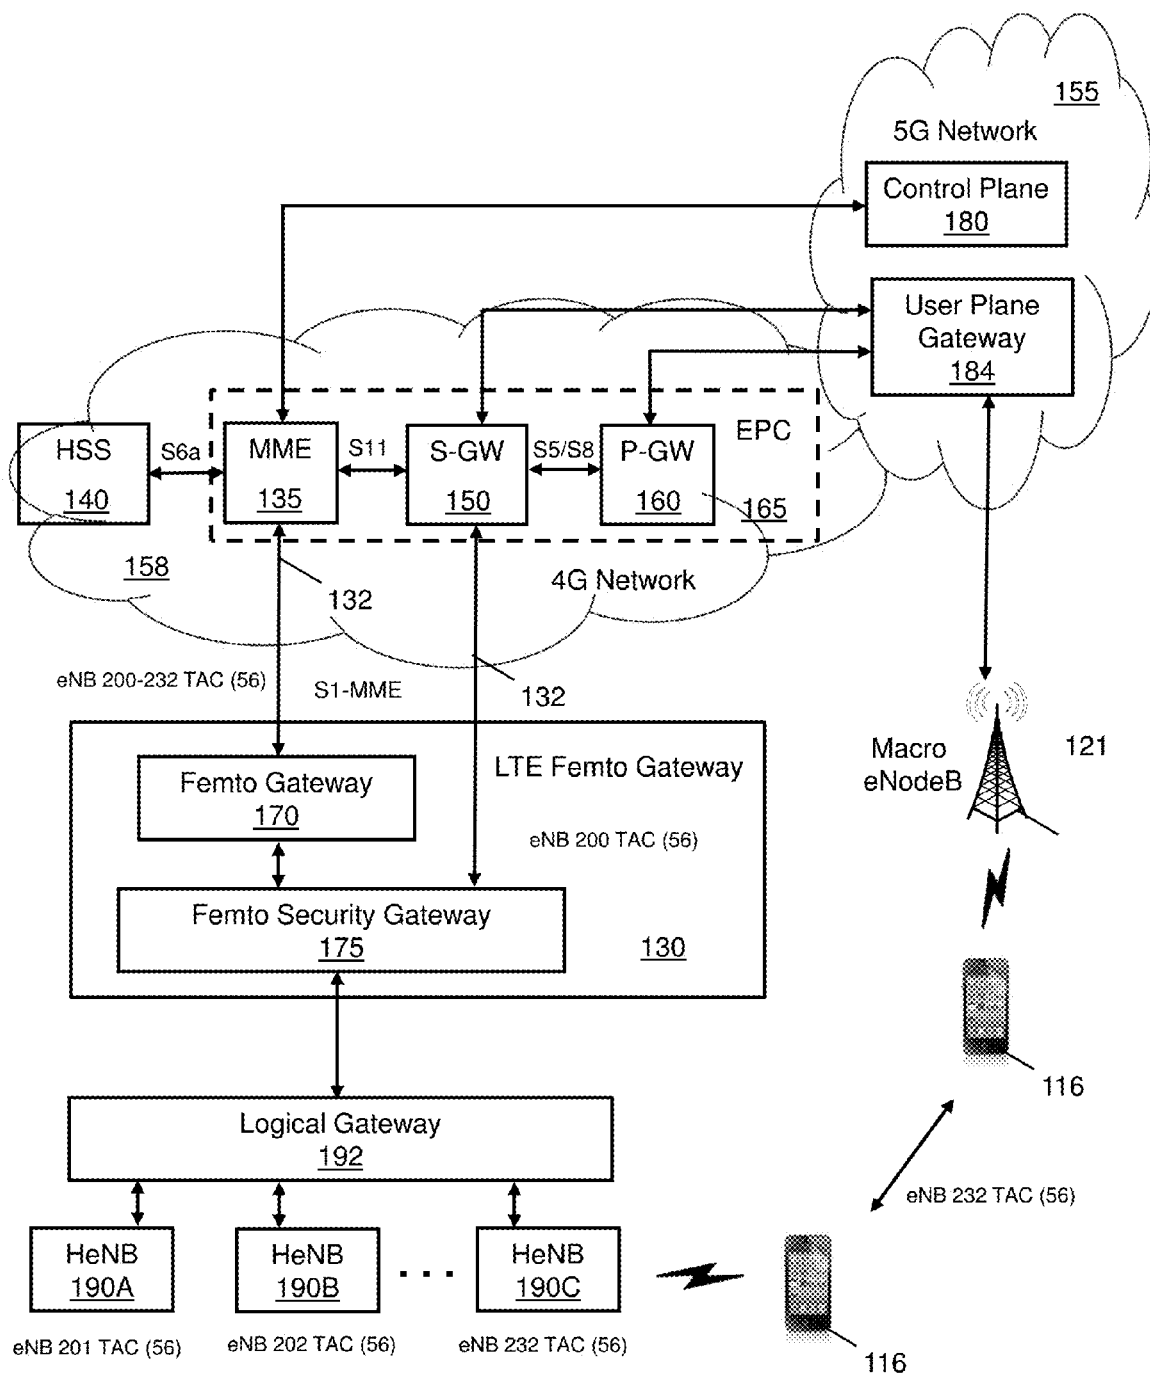 155
5G Network
Control Plane
180
User Plane
Gateway
184
EPC
HSS
140
S6a
MME
135
S11
S-GW
150
S5/S8
P-GW
160
165
158
4G Network
132
132
eNB 200-232 TAC (56)
S1-MME
LTE Femto Gateway
Femto Gateway
170
eNB 200 TAC (56)
Femto Security Gateway
175
130
Macro
eNodeB
121
116
Logical Gateway
192
eNB 232 TAC (56)
HeNB
190A
HeNB
190B
. . .
HeNB
190C
eNB 201 TAC (56)
eNB 202 TAC (56)
eNB 232 TAC (56)
116